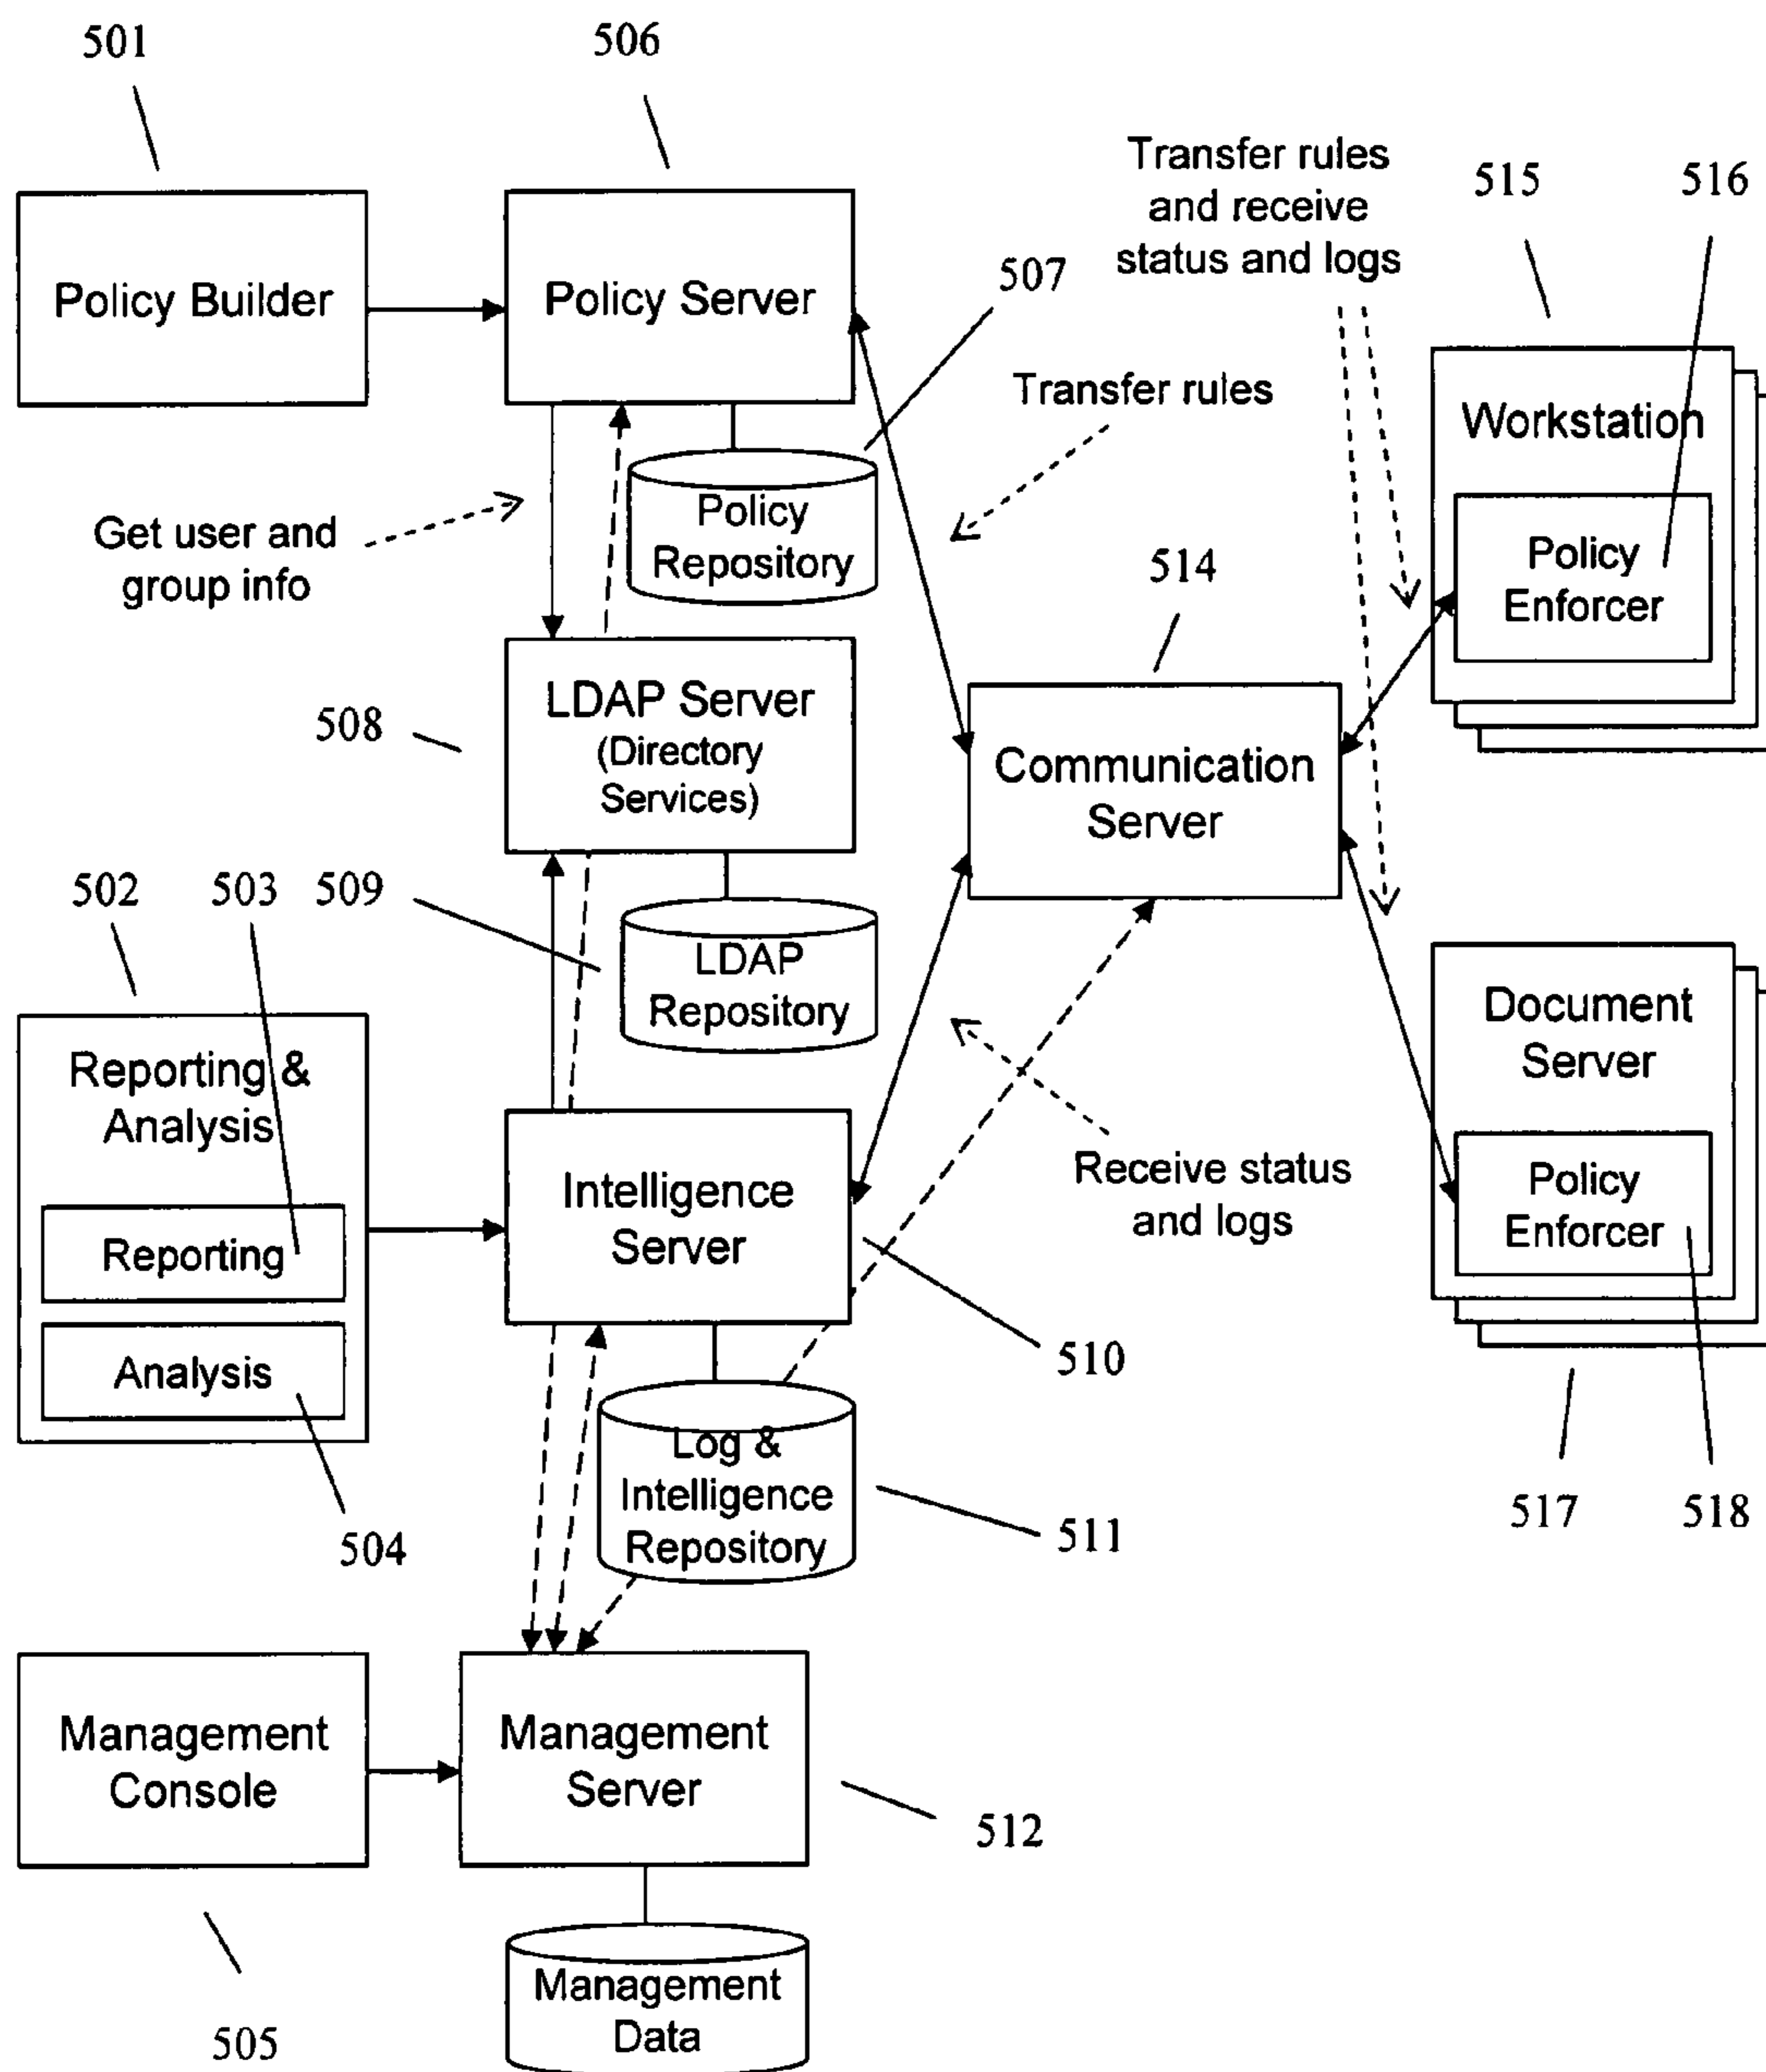 501
506
Transfer rules
and receive
status and logs
515
516
Policy Builder
Policy Server
507
Transfer rules
Workstation
Policy
Enforcer
Get user and
group info
Policy
Repository
514
508
LDAP Server
(Directory
Services)
Communication
Server
502
503
509
LDAP
Repository
Document
Server
Policy
Enforcer
Reporting &
Analysis
Reporting
Analysis
Intelligence
Server
Receive status
and logs
510
504
Log &
Intelligence
Repository
511
517
518
Management
Console
Management
Server
512
505
Management
Data